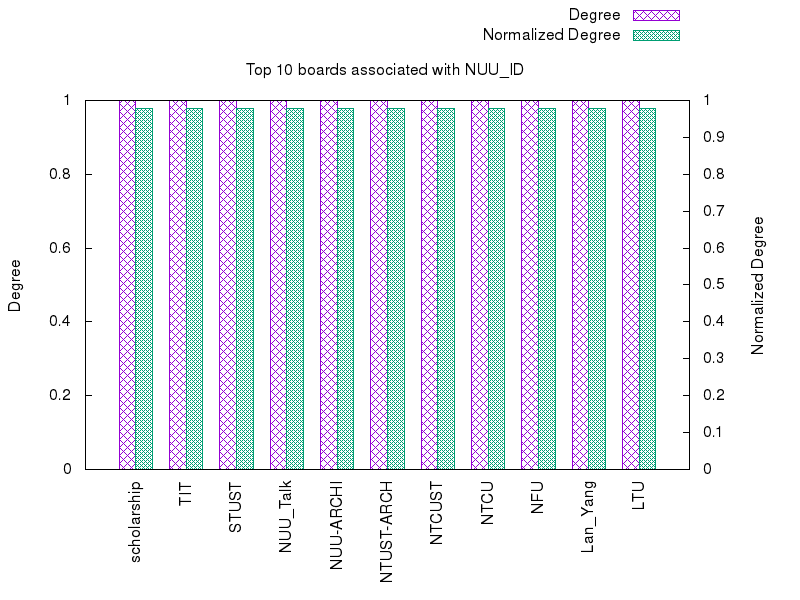 Degree
Normalized Degree
Top 10 boards associated with NUU_ID
1
0.8
0.6
0.4
0.2
0
Degree
1
0.9
0.8
0.7
0.6
0.5
0.4
0.3
0.2
0.1
0
Normalized Degree
scholarship
TIT
STUST
NUU_Talk
NUU-ARCHI
NTUST-ARCH
NTCUST
NTCU
NFU
Lan_Yang
LTU